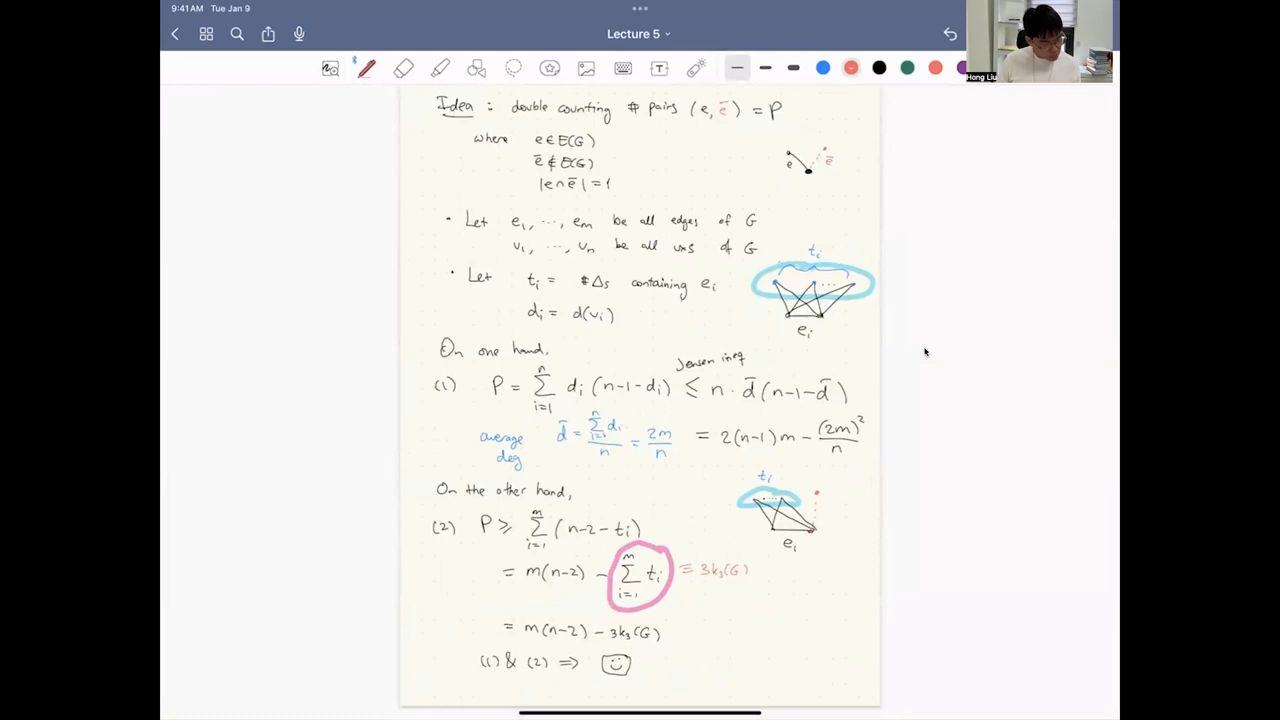 9:41 AM Tue Jan 9
Lecture 5
Hong Liu
Idea : double counting # pairs (e, ē) = P
where e ∈ E(G)
ē ∉ E(G)
|e ∩ ē| = 1
e
ē
• Let e₁, ⋯, eₘ be all edges of G
v₁, ⋯, vₙ be all vxs of G
• Let tᵢ = # Δs containing eᵢ
dᵢ = d(vᵢ)
tᵢ
⋯
eᵢ
On one hand,
Jensen ineq
(1) P = ∑_{i=1}^{n} dᵢ (n-1-dᵢ) ≤ n · d̄ (n-1-d̄)
average deg d̄ = ∑_{i=1}^{n} dᵢ / n = 2m/n = 2(n-1)m - (2m)²/n
On the other hand,
tᵢ
⋯
eᵢ
(2) P ≥ ∑_{i=1}^{m} (n-2-tᵢ)
= m(n-2) - ∑_{i=1}^{m} tᵢ = 3k₃(G)
= m(n-2) - 3k₃(G)
(1) & (2) ⇒